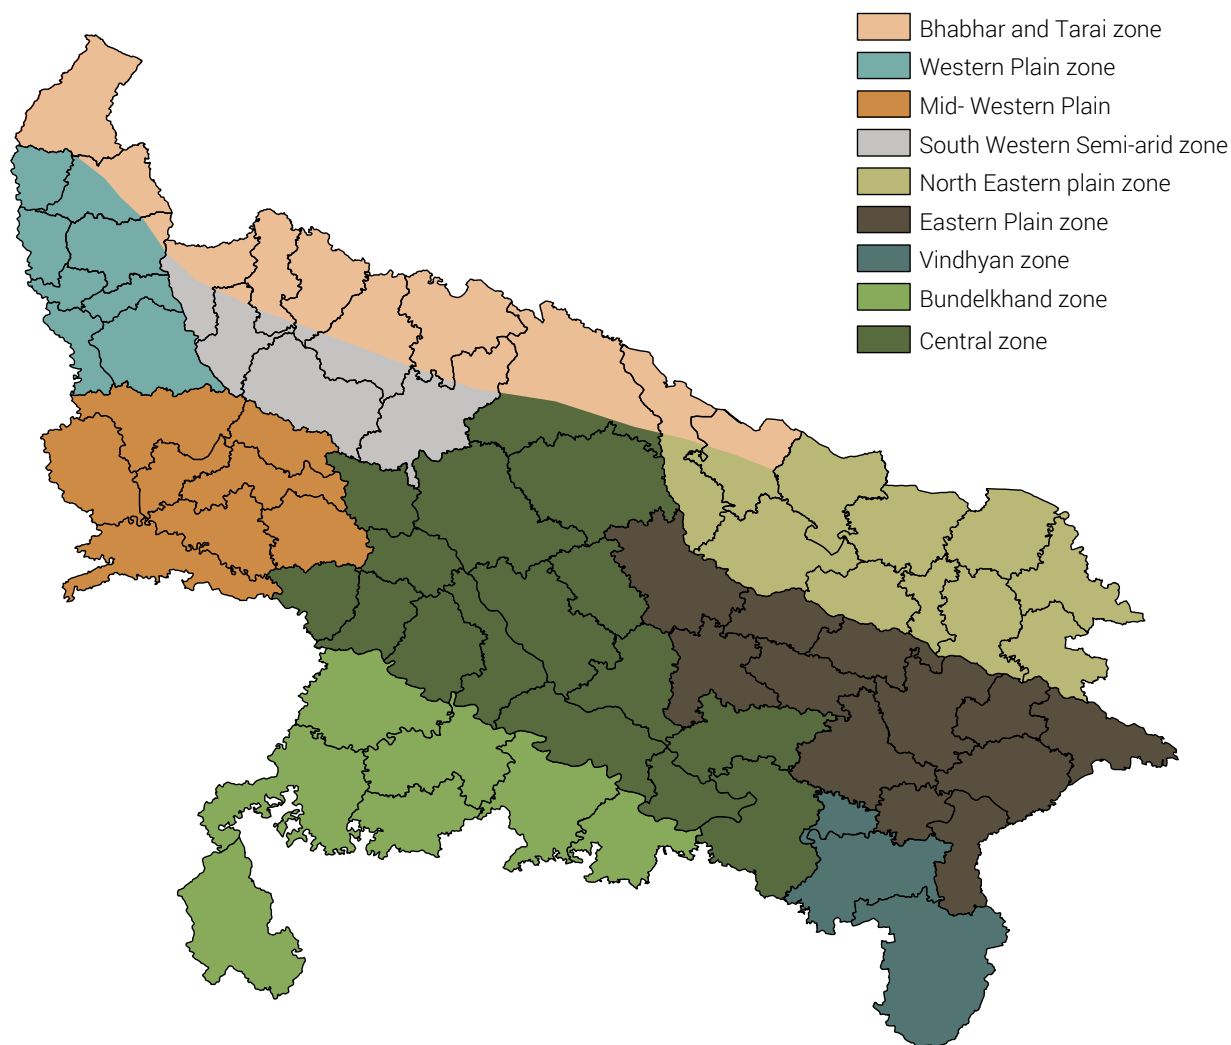 Bhabhar and Tarai zone
Western Plain zone
Mid- Western Plain
South Western Semi-arid zone
North Eastern plain zone
Eastern Plain zone
Vindhyan zone
Bundelkhand zone
Central zone